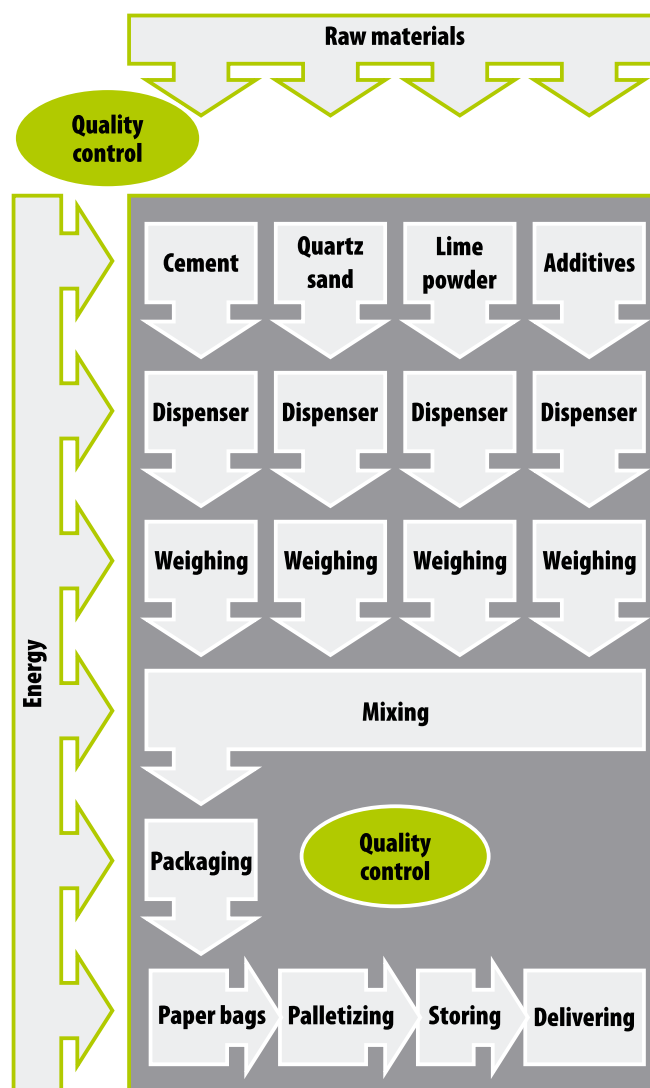 Raw materials
Quality
control
Cement
Quartz
sand
Lime
powder
Additives
Dispenser
Dispenser
Dispenser
Dispenser
Weighing
Weighing
Weighing
Weighing
Energy
Mixing
Packaging
Quality
control
Paper bags
Palletizing
Storing
Delivering